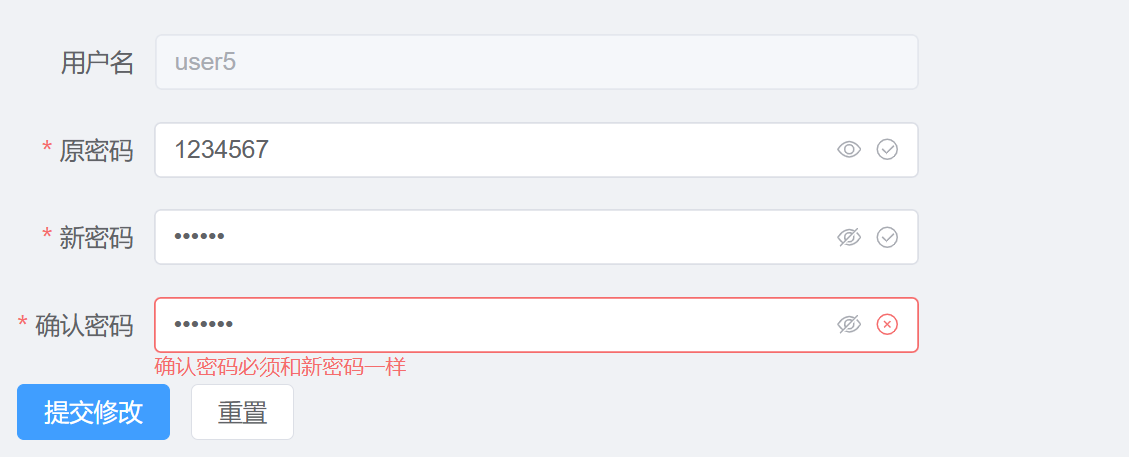 用户名 user5
* 原密码 1234567
* 新密码 ••••••
* 确认密码 •••••••
确认密码必须和新密码一样
提交修改 重置